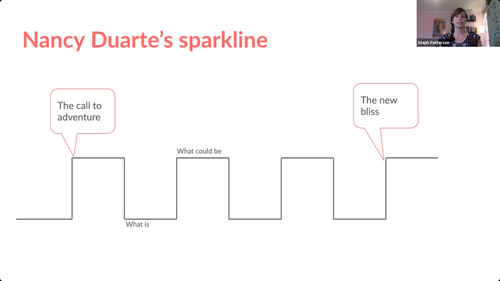 Nancy Duarte's sparkline
Steph Patterson
The call to
adventure
The new
bliss
What could be
What is